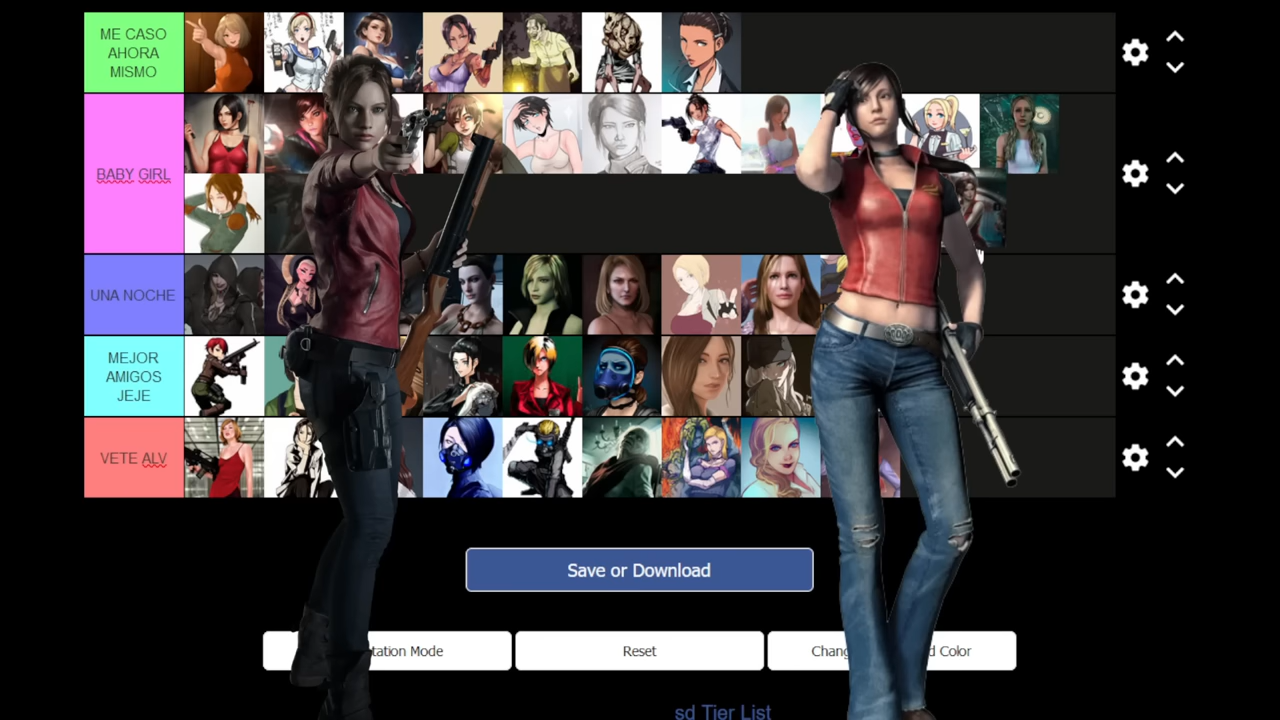 ME CASO
AHORA
MISMO
BABY GIRL
UNA NOCHE
MEJOR
AMIGOS
JEJE
VETE ALV
Save or Download
tation Mode
Reset
Chang d Color
sd Tier List